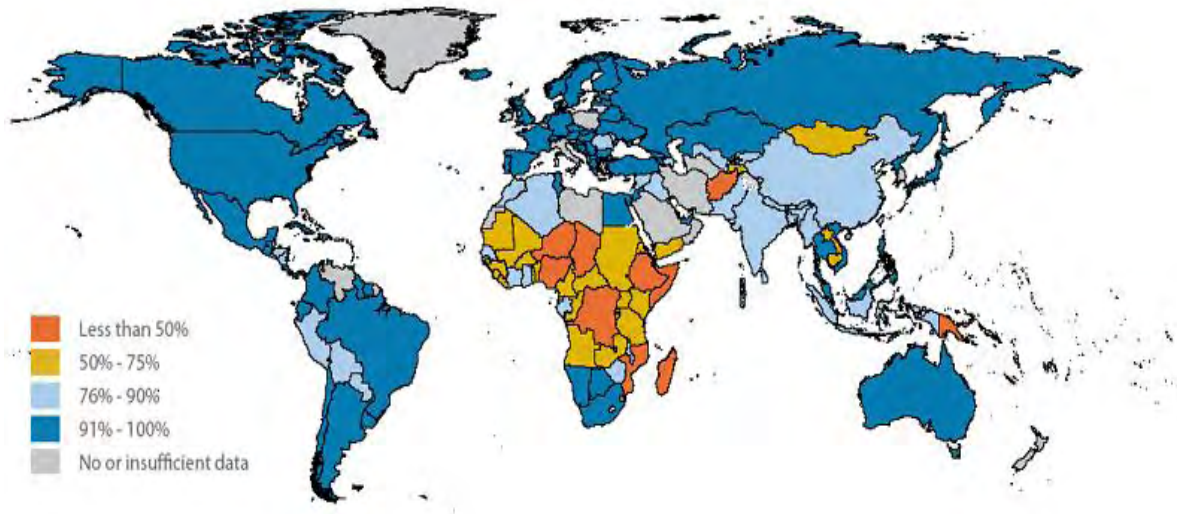 Less than 50%
50% - 75%
76% - 90%
91% - 100%
No or insufficient data